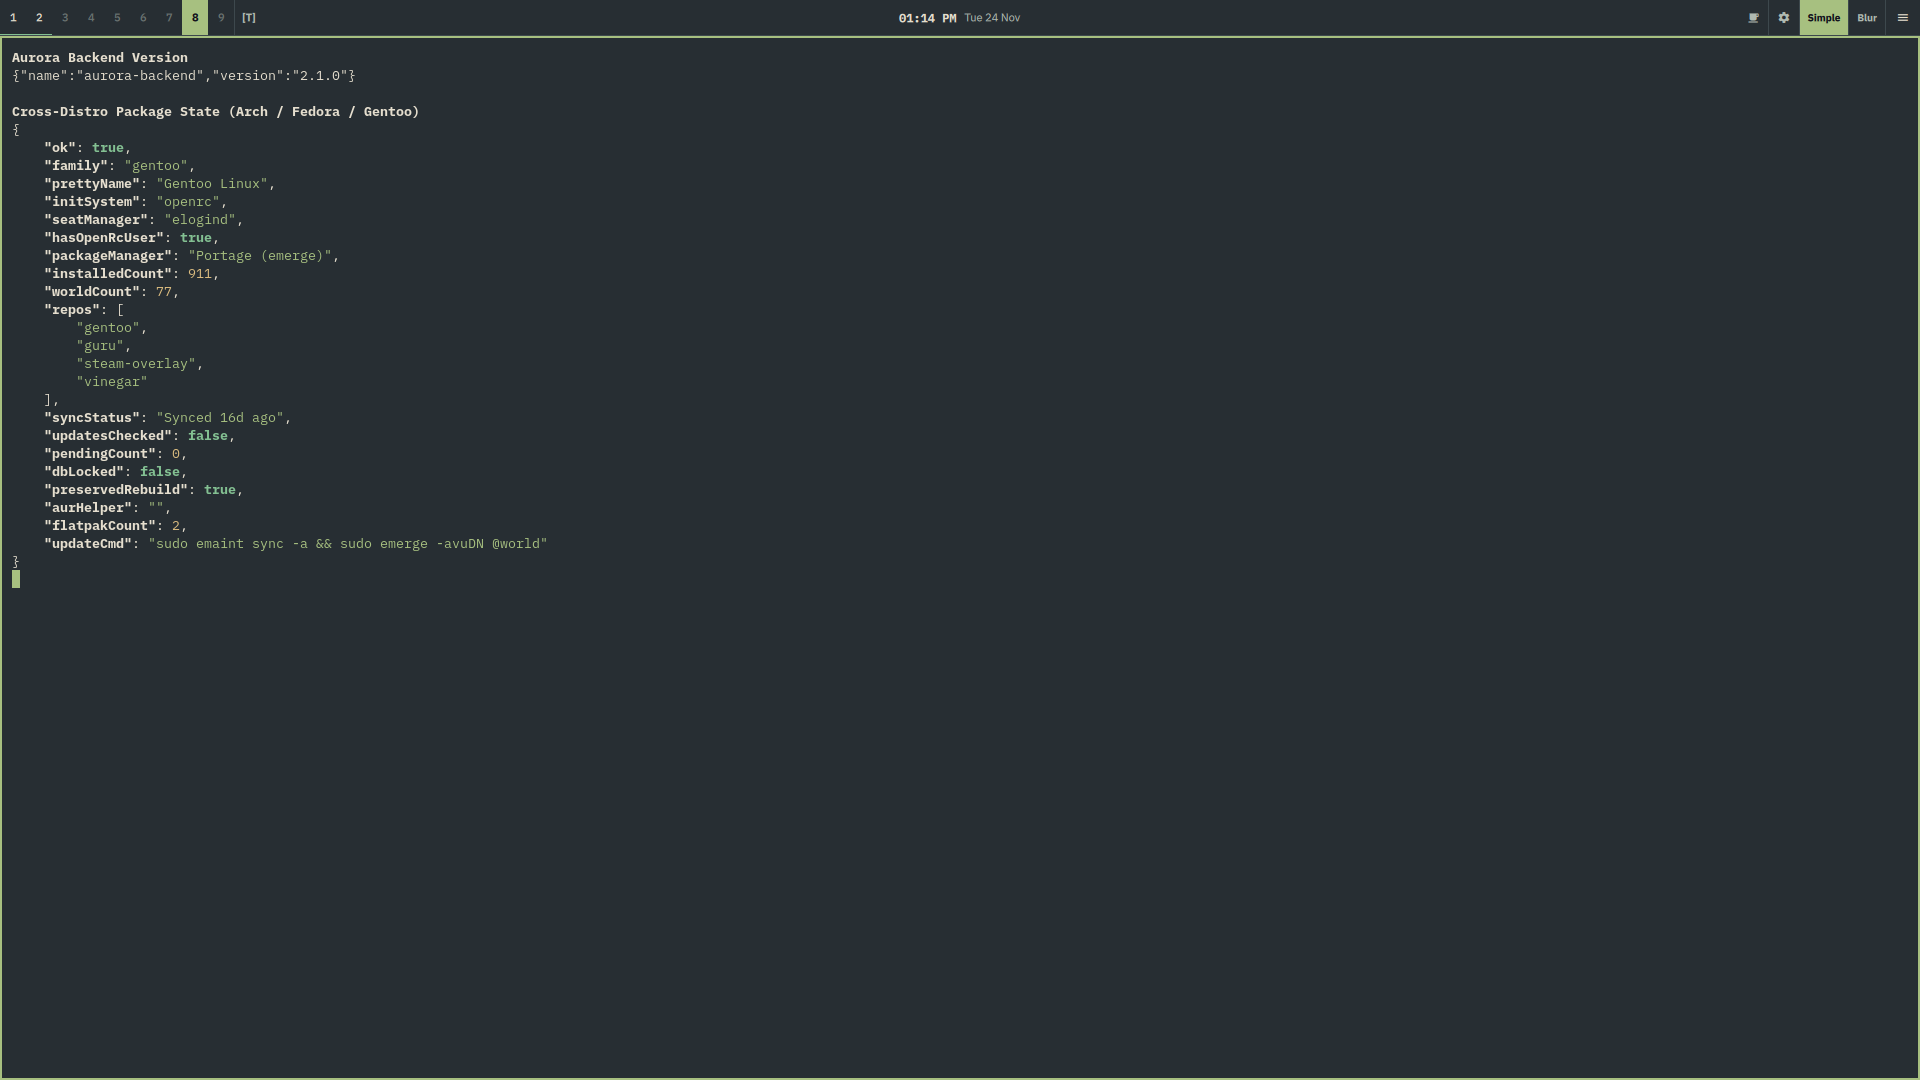 1 2 3 4 5 6 7 8 9 [T] 01:14 PM Tue 24 Nov Simple Blur
Aurora Backend Version
{"name":"aurora-backend","version":"2.1.0"}
Cross-Distro Package State (Arch / Fedora / Gentoo)
{
    "ok": true,
    "family": "gentoo",
    "prettyName": "Gentoo Linux",
    "initSystem": "openrc",
    "seatManager": "elogind",
    "hasOpenRcUser": true,
    "packageManager": "Portage (emerge)",
    "installedCount": 911,
    "worldCount": 77,
    "repos": [
        "gentoo",
        "guru",
        "steam-overlay",
        "vinegar"
    ],
    "syncStatus": "Synced 16d ago",
    "updatesChecked": false,
    "pendingCount": 0,
    "dbLocked": false,
    "preservedRebuild": true,
    "aurHelper": "",
    "flatpakCount": 2,
    "updateCmd": "sudo emaint sync -a && sudo emerge -avuDN @world"
}